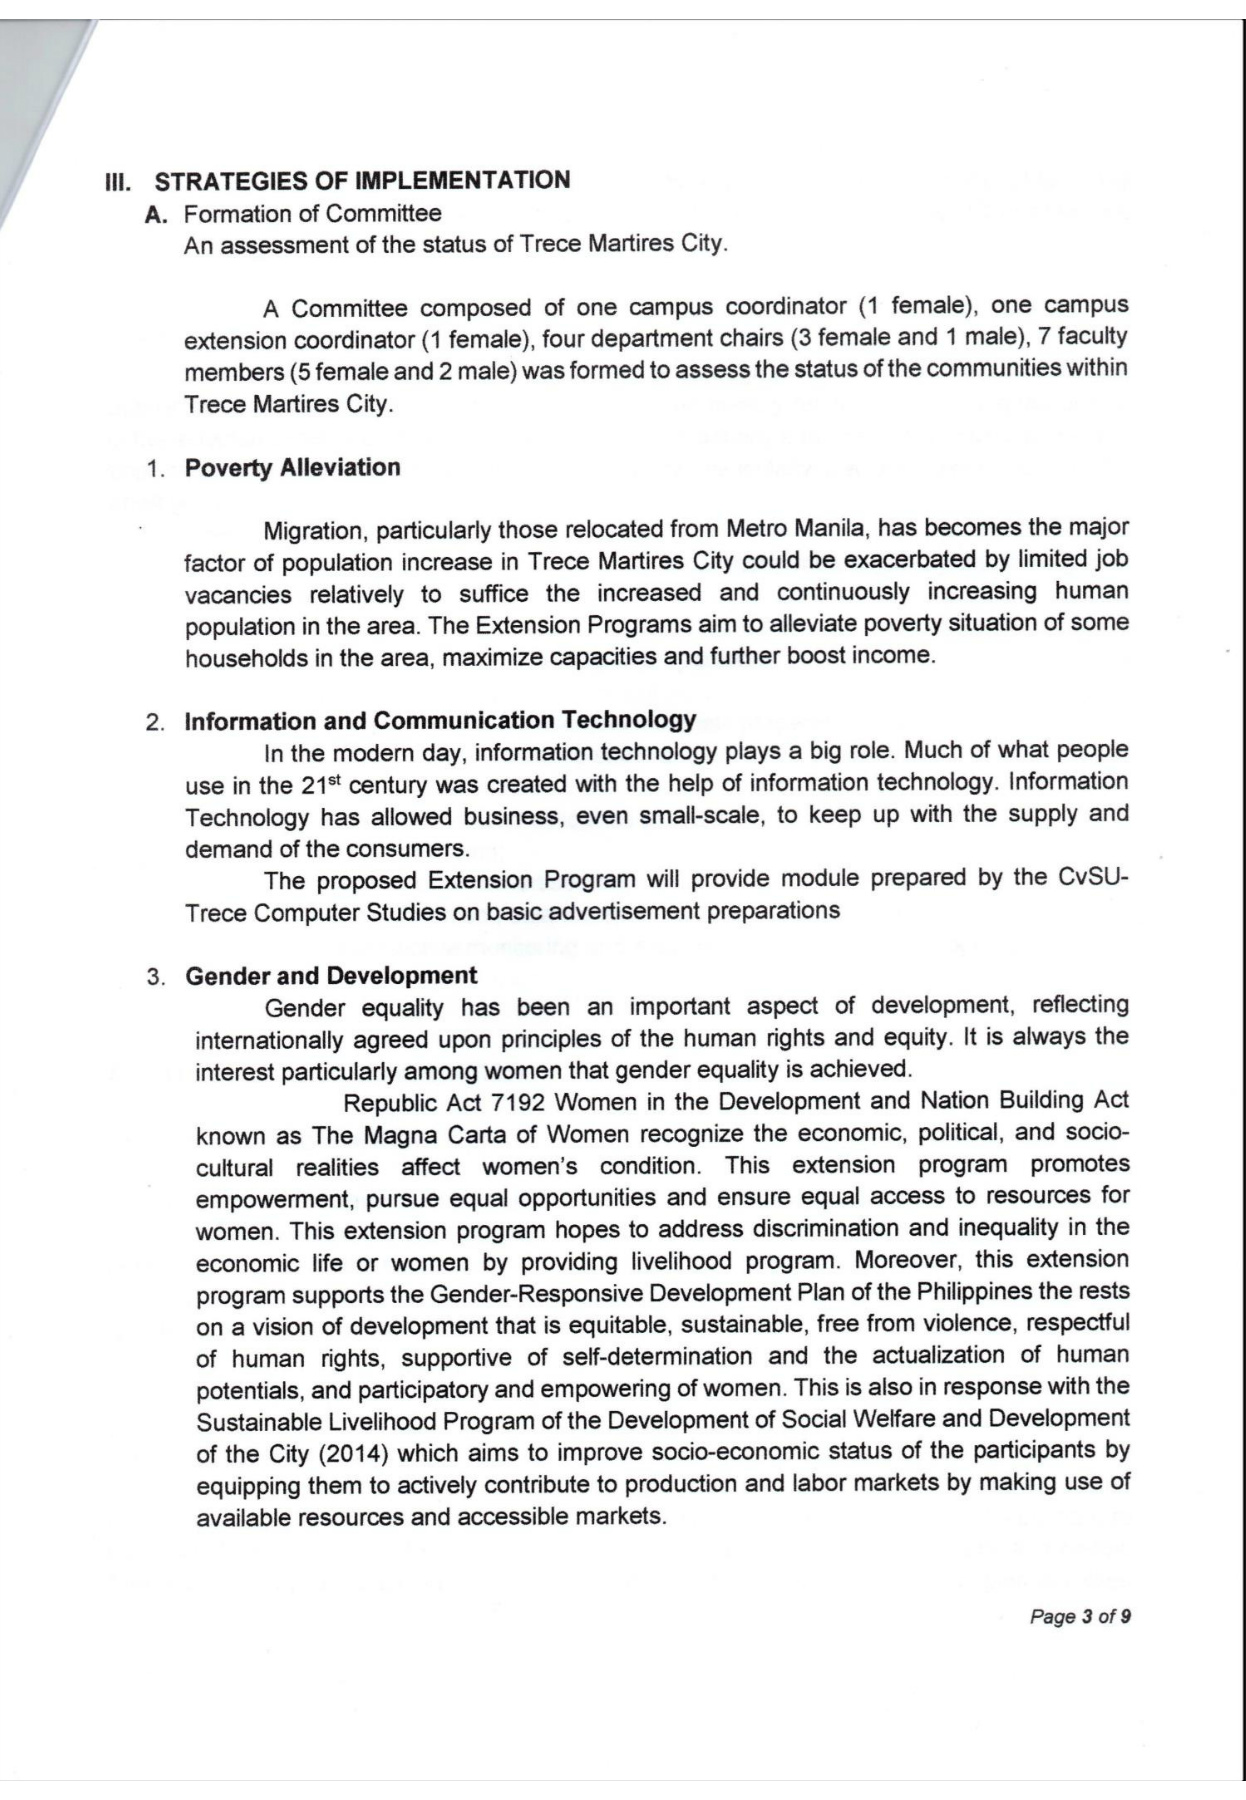 III. STRATEGIES OF IMPLEMENTATION
A. Formation of Committee
An assessment of the status of Trece Martires City.
A Committee composed of one campus coordinator (1 female), one campus
extension coordinator (1 female), four department chairs (3 female and 1 male), 7 faculty
members (5 female and 2 male) was formed to assess the status of the communities within
Trece Martires City.
1. Poverty Alleviation
Migration, particularly those relocated from Metro Manila, has becomes the major
factor of population increase in Trece Martires City could be exacerbated by limited job
vacancies relatively to suffice the increased and continuously increasing human
population in the area. The Extension Programs aim to alleviate poverty situation of some
households in the area, maximize capacities and further boost income.
2. Information and Communication Technology
In the modern day, information technology plays a big role. Much of what people
use in the 21st century was created with the help of information technology. Information
Technology has allowed business, even small-scale, to keep up with the supply and
demand of the consumers.
The proposed Extension Program will provide module prepared by the CvSU-
Trece Computer Studies on basic advertisement preparations
3. Gender and Development
Gender equality has been an important aspect of development, reflecting
internationally agreed upon principles of the human rights and equity. It is always the
interest particularly among women that gender equality is achieved.
Republic Act 7192 Women in the Development and Nation Building Act
known as The Magna Carta of Women recognize the economic, political, and socio-
cultural realities affect women's condition. This extension program promotes
empowerment, pursue equal opportunities and ensure equal access to resources for
women. This extension program hopes to address discrimination and inequality in the
economic life or women by providing livelihood program. Moreover, this extension
program supports the Gender-Responsive Development Plan of the Philippines the rests
on a vision of development that is equitable, sustainable, free from violence, respectful
of human rights, supportive of self-determination and the actualization of human
potentials, and participatory and empowering of women. This is also in response with the
Sustainable Livelihood Program of the Development of Social Welfare and Development
of the City (2014) which aims to improve socio-economic status of the participants by
equipping them to actively contribute to production and labor markets by making use of
available resources and accessible markets.
Page 3 of 9